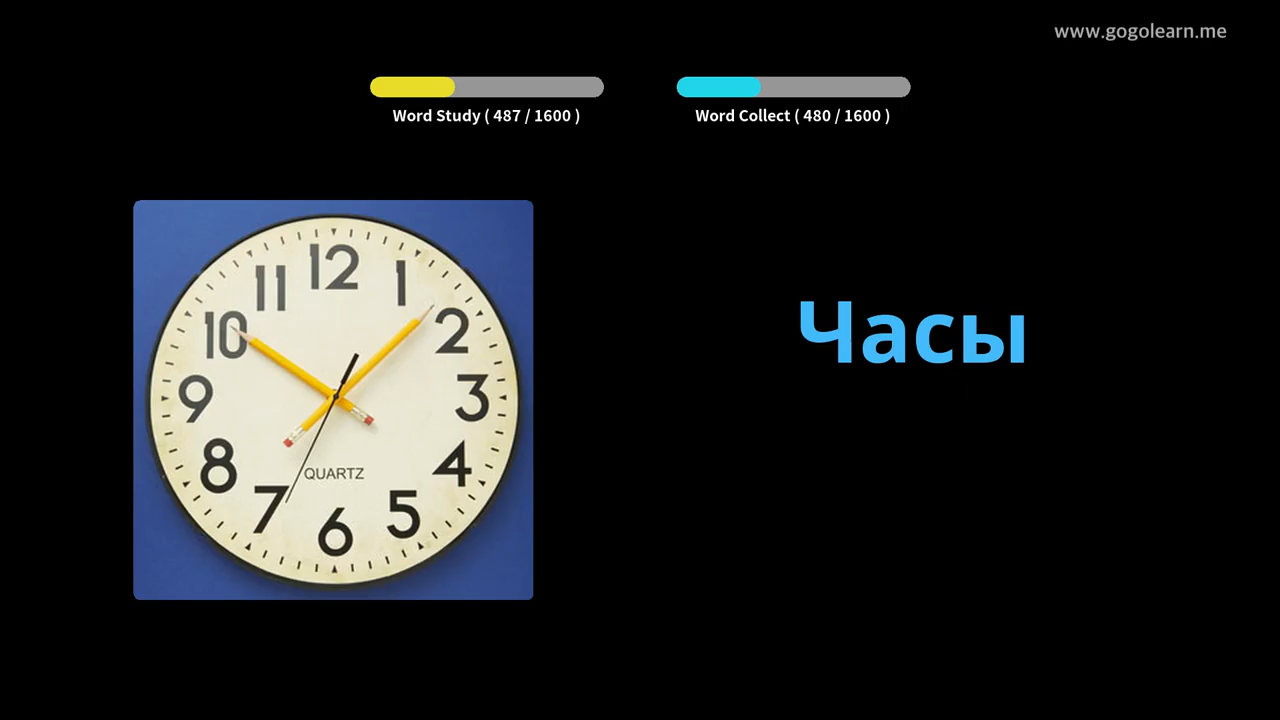 www.gogolearn.me
Word Study ( 487 / 1600 )
Word Collect ( 480 / 1600 )
12
11
1
10
2
9
3
8
4
7
5
6
QUARTZ
Часы